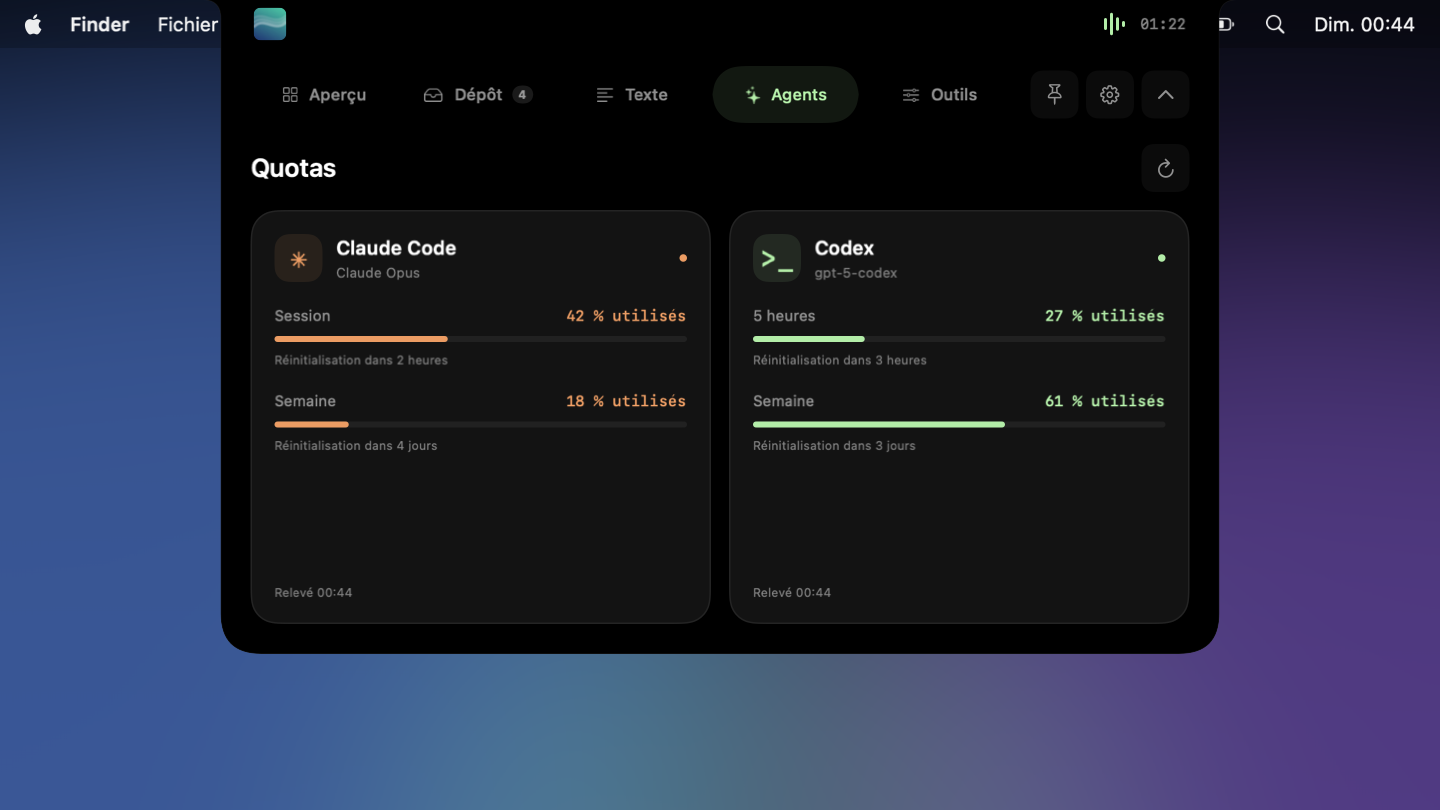 Finder Fichier 01:22 Dim. 00:44
Aperçu Dépôt 4 Texte Agents Outils
Quotas
Claude Code
Claude Opus
Session 42 % utilisés
Réinitialisation dans 2 heures
Semaine 18 % utilisés
Réinitialisation dans 4 jours
Relevé 00:44
>_
Codex
gpt-5-codex
5 heures 27 % utilisés
Réinitialisation dans 3 heures
Semaine 61 % utilisés
Réinitialisation dans 3 jours
Relevé 00:44